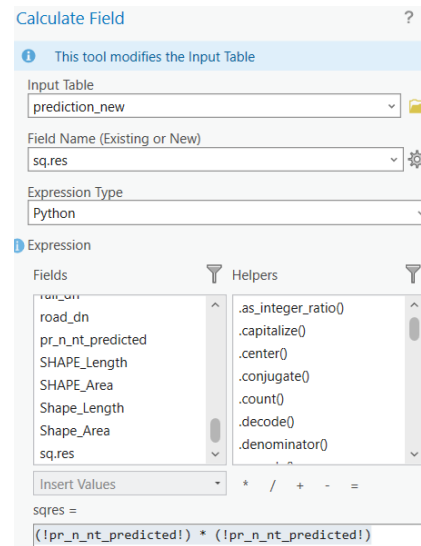 Calculate Field ?
This tool modifies the Input Table
Input Table
prediction_new
Field Name (Existing or New)
sq.res
Expression Type
Python
Expression
Fields
road_dn
pr_n_nt_predicted
SHAPE_Length
SHAPE_Area
Shape_Length
Shape_Area
sq.res
Helpers
.as_integer_ratio()
.capitalize()
.center()
.conjugate()
.count()
.decode()
.denominator()
Insert Values * / + - =
sqres =
(!pr_n_nt_predicted!) * (!pr_n_nt_predicted!)